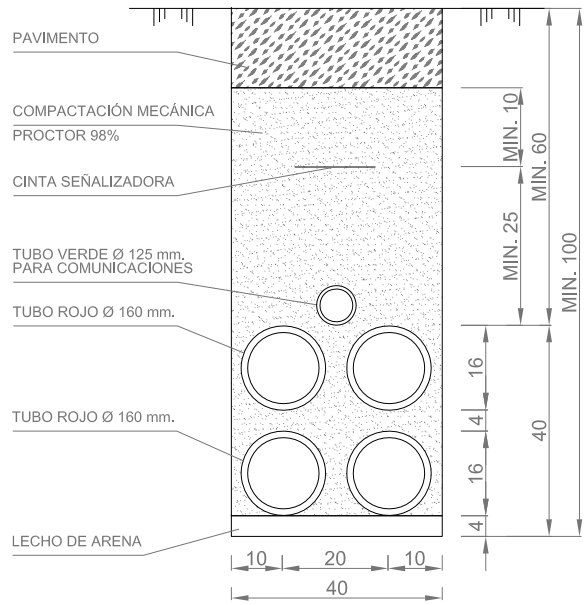 PAVIMENTO
COMPACTACIÓN MECÁNICA
PROCTOR 98%
CINTA SEÑALIZADORA
TUBO VERDE Ø 125 mm.
PARA COMUNICACIONES
TUBO ROJO Ø 160 mm.
TUBO ROJO Ø 160 mm.
LECHO DE ARENA
MIN. 10
MIN. 25
MIN. 60
MIN. 100
16
4
16
4
40
10
20
10
40